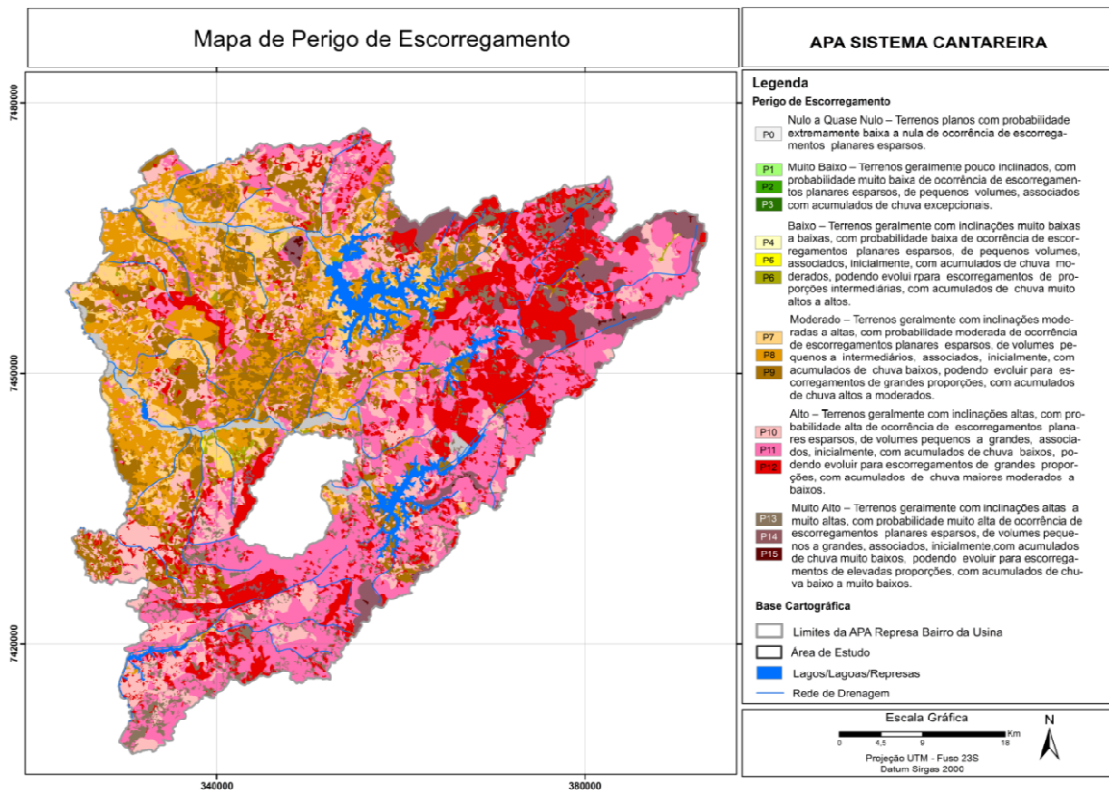 Mapa de Perigo de Escorregamento
APA SISTEMA CANTAREIRA
7480000
7450000
7420000
340000
380000
Legenda
Perigo de Escorregamento
P0
Nulo a Quase Nulo – Terrenos planos com probabilidade
extremamente baixa a nula de ocorrência de escorrega-
mentos planares esparsos.
P1
P2
P3
Muito Baixo – Terrenos geralmente pouco inclinados, com
probabilidade muito baixa de ocorrência de escorregamen-
tos planares esparsos, de pequenos volumes, associados
com acumulados de chuva excepcionais.
P4
P6
P6
Baixo – Terrenos geralmente com inclinações muito baixas
a baixas, com probabilidade baixa de ocorrência de escor-
regamentos planares esparsos, de pequenos volumes,
associados, inicialmente, com acumulados de chuva mo-
derados, podendo evolui rpara escorregamentos de pro-
porções intermediárias, com acumulados de chuva muito
altos a altos.
P7
P8
P9
Moderado – Terrenos geralmente com inclinações mode-
radas a altas, com probabilidade moderada de ocorrência
de escorregamentos planares esparsos, de volumes pe-
quenos a intermediários, associados, inicialmente, com
acumulados de chuva baixos, podendo evoluir para es-
corregamentos de grandes proporções, com acumulados
de chuva altos a moderados.
P10
P11
P12
Alto – Terrenos geralmente com inclinações altas, com pro-
babilidade alta de ocorrência de escorregamentos plana-
res esparsos, de volumes pequenos a grandes, associa-
dos, inicialmente, com acumulados de chuva baixos, po-
dendo evoluir para escorregamentos de grandes propor-
ções, com acumulados de chuva maiores moderados a
baixos.
P13
P14
P15
Muito Alto – Terrenos geralmente com inclinações altas a
muito altas, com probabilidade muito alta de ocorrência de
escorregamentos planares esparsos, de volumes peque-
nos a grandes, associados, inicialmente,com acumulados
de chuva muito baixos, podendo evoluir para escorrega-
mentos de elevadas proporções, com acumulados de chu-
va baixo a muito baixos.
Base Cartográfica
Limites da APA Represa Bairro da Usina
Área de Estudo
Lagos/Lagoas/Represas
Rede de Drenagem
Escala Gráfica
N
Km
0 4,5 9 18
Projeção UTM - Fuso 23S
Datum Sirgas 2000